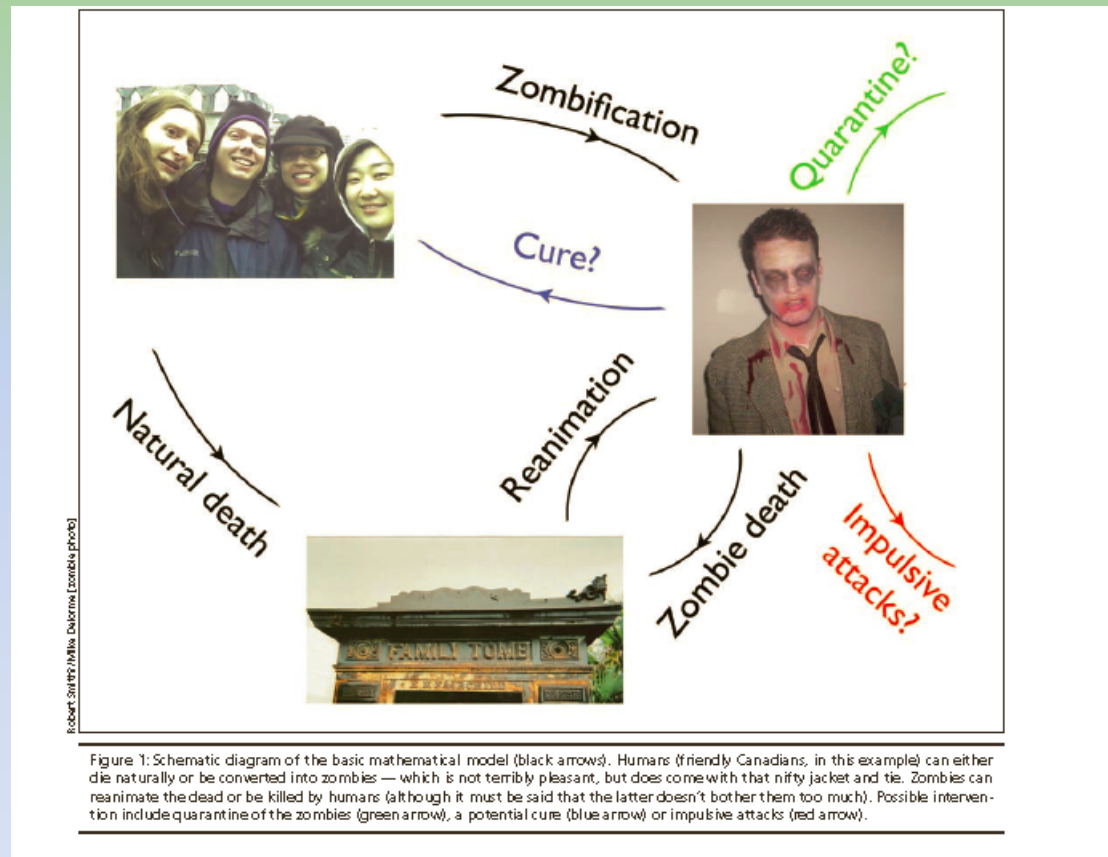 Zombification
Quarantine?
Cure?
Natural death
Reanimation
Zombie death
Impulsive
attacks?
FAMILY TOMB
Robert Smith?/Mike Delorme [zombie photo]
Figure 1: Schematic diagram of the basic mathematical model (black arrows). Humans (friendly Canadians, in this example) can either
die naturally or be converted into zombies — which is not terribly pleasant, but does come with that nifty jacket and tie. Zombies can
reanimate the dead or be killed by humans (although it must be said that the latter doesn't bother them too much). Possible interven-
tion include quarantine of the zombies (green arrow), a potential cure (blue arrow) or impulsive attacks (red arrow).